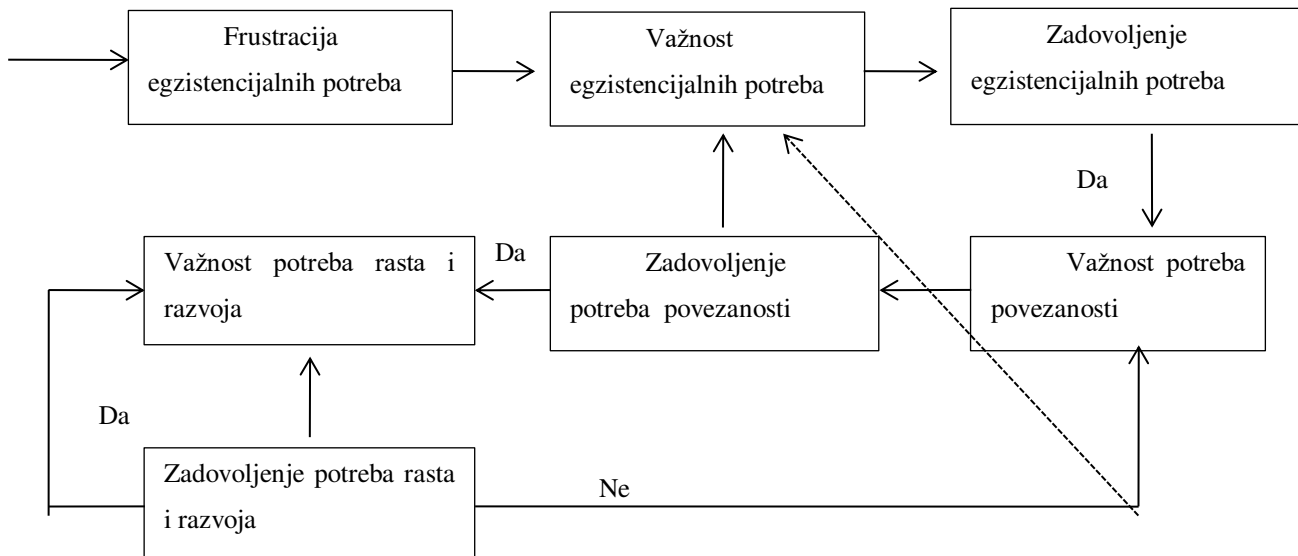 Frustracija
egzistencijalnih potreba
Važnost
egzistencijalnih potreba
Zadovoljenje
egzistencijalnih potreba
Da
Važnost potreba rasta i
razvoja
Da
Zadovoljenje
potreba povezanosti
Važnost potreba
povezanosti
Da
Zadovoljenje potreba rasta
i razvoja
Ne